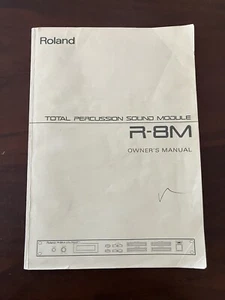 Roland
TOTAL PERCUSSION SOUND MODULE
R-8M
OWNER'S MANUAL